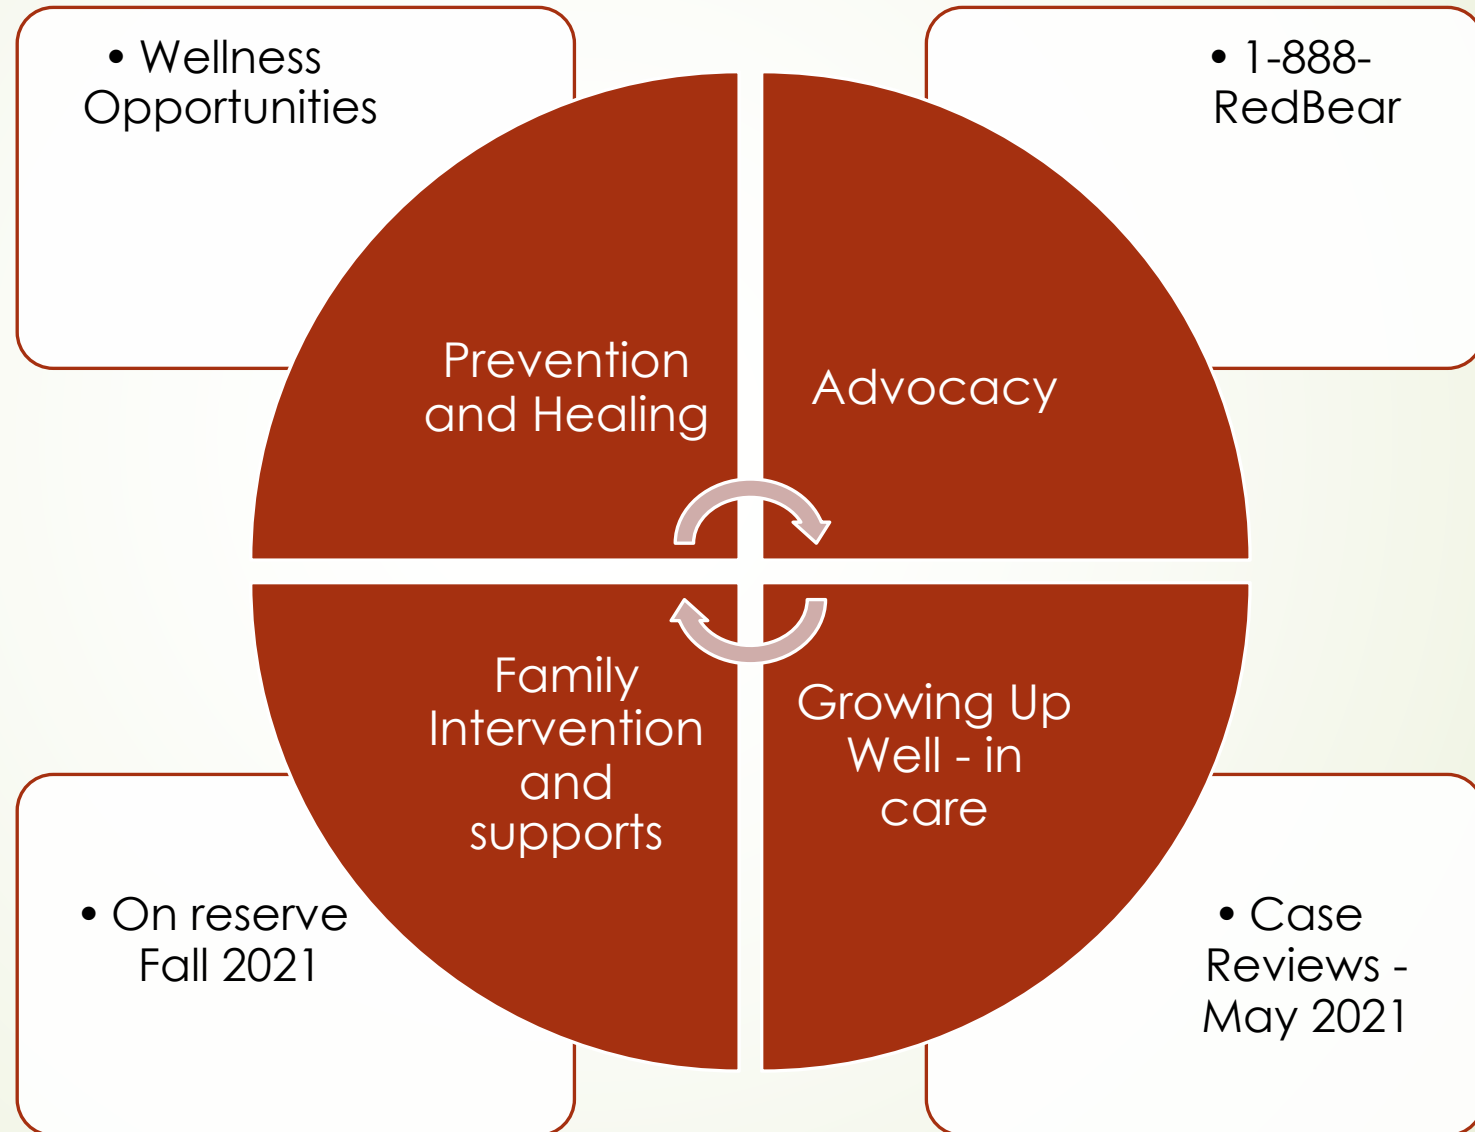 • Wellness
Opportunities
• 1-888-
RedBear
Prevention
and Healing
Advocacy
Family
Intervention
and
supports
Growing Up
Well - in
care
• On reserve
Fall 2021
• Case
Reviews -
May 2021